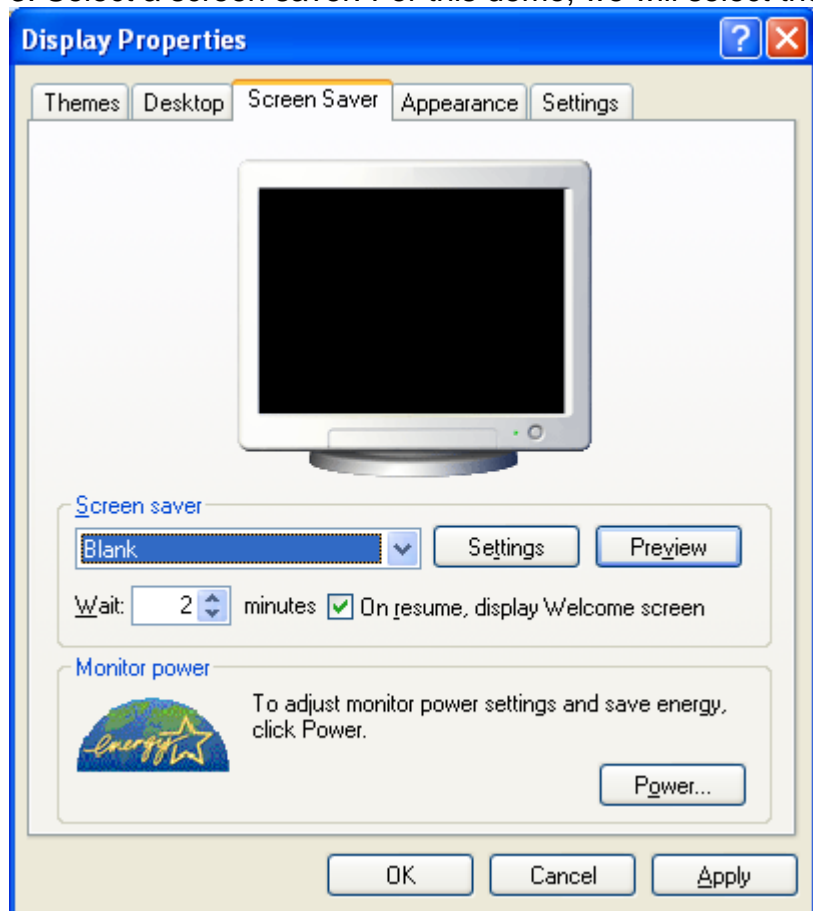 Display Properties
?
Themes Desktop Screen Saver Appearance Settings
Screen saver
Blank Settings Preview
Wait: 2 minutes On resume, display Welcome screen
Monitor power
energy To adjust monitor power settings and save energy,
click Power.
Power...
OK Cancel Apply